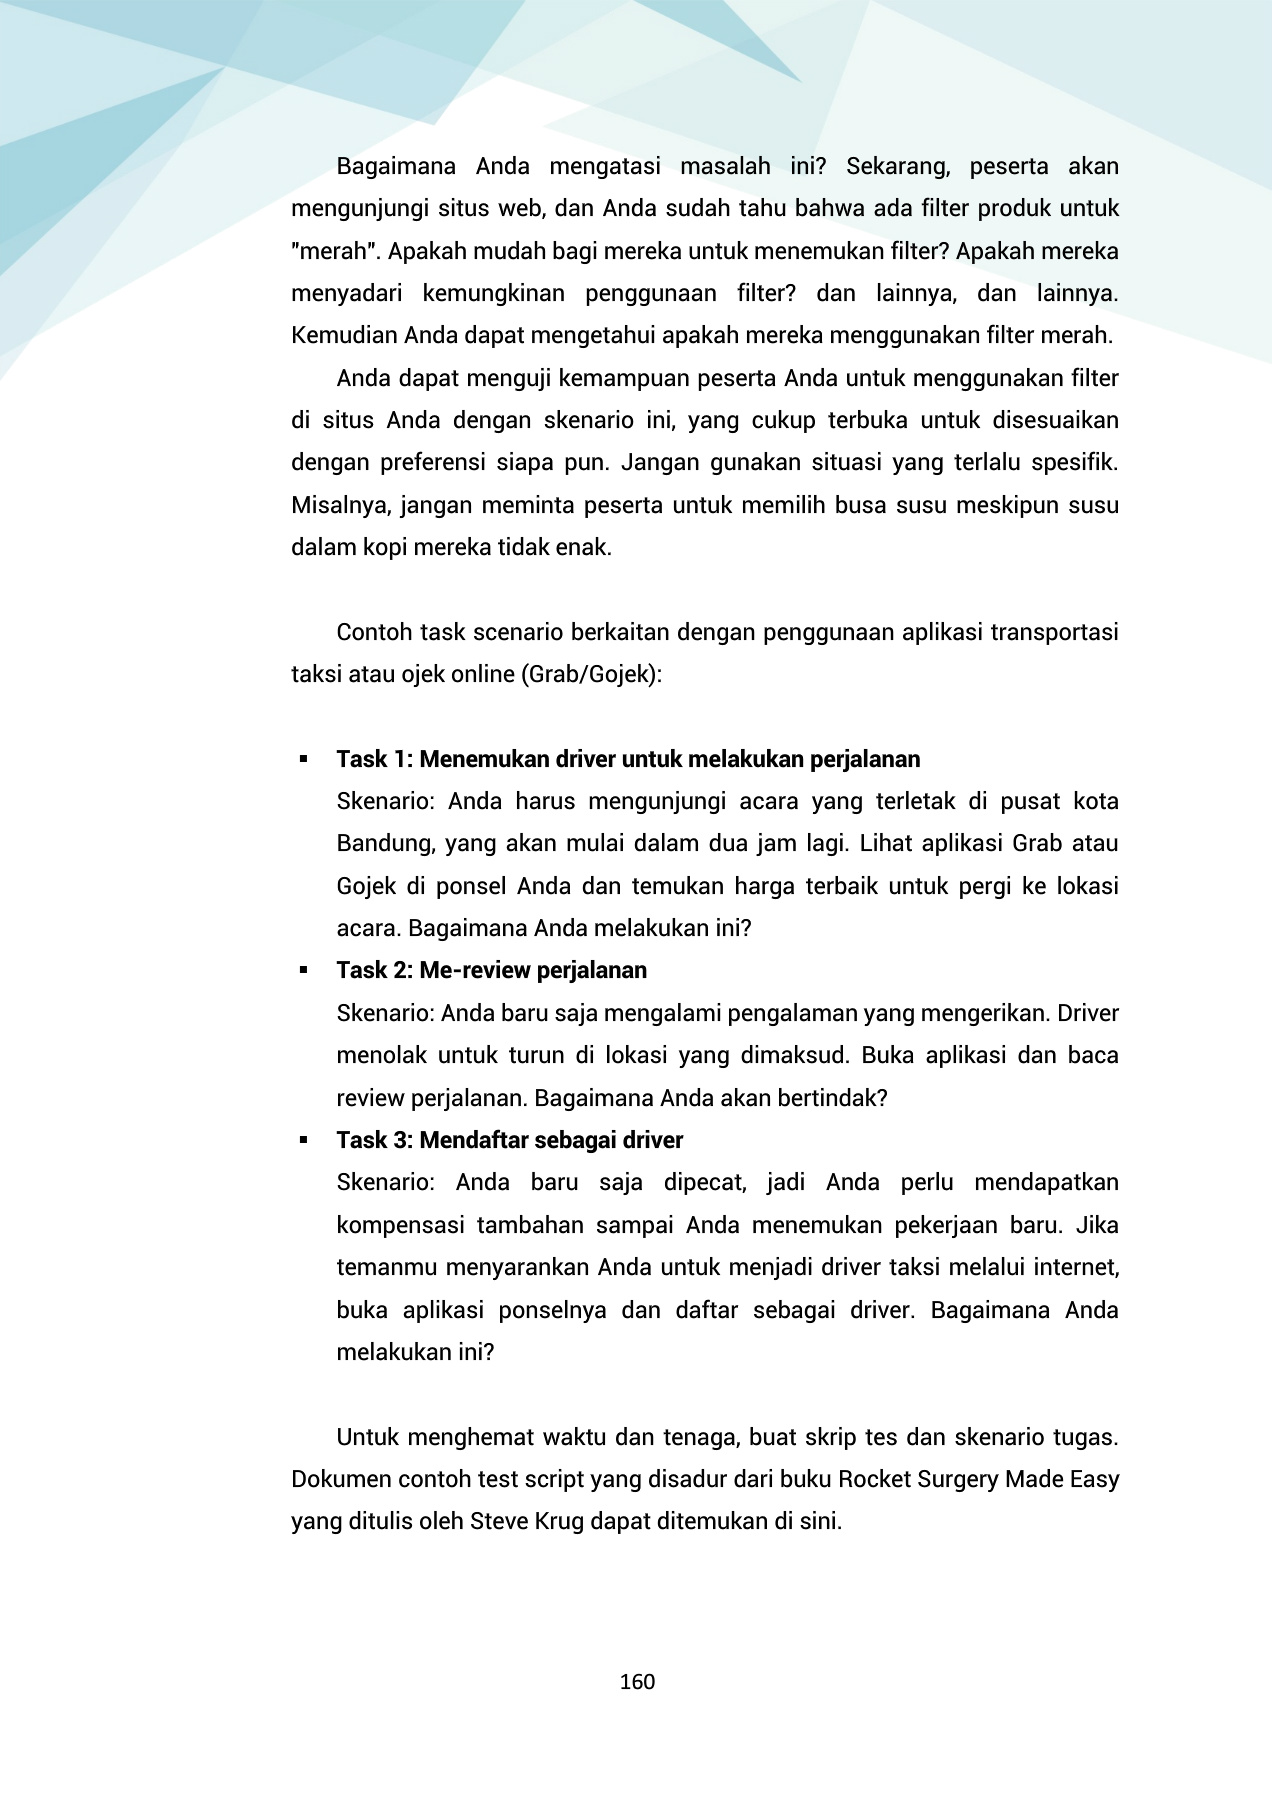 Bagaimana Anda mengatasi masalah ini? Sekarang, peserta akan
mengunjungi situs web, dan Anda sudah tahu bahwa ada filter produk untuk
"merah". Apakah mudah bagi mereka untuk menemukan filter? Apakah mereka
menyadari kemungkinan penggunaan filter? dan lainnya, dan lainnya.
Kemudian Anda dapat mengetahui apakah mereka menggunakan filter merah.
Anda dapat menguji kemampuan peserta Anda untuk menggunakan filter
di situs Anda dengan skenario ini, yang cukup terbuka untuk disesuaikan
dengan preferensi siapa pun. Jangan gunakan situasi yang terlalu spesifik.
Misalnya, jangan meminta peserta untuk memilih busa susu meskipun susu
dalam kopi mereka tidak enak.
Contoh task scenario berkaitan dengan penggunaan aplikasi transportasi
taksi atau ojek online (Grab/Gojek):
▪ Task 1: Menemukan driver untuk melakukan perjalanan
Skenario: Anda harus mengunjungi acara yang terletak di pusat kota
Bandung, yang akan mulai dalam dua jam lagi. Lihat aplikasi Grab atau
Gojek di ponsel Anda dan temukan harga terbaik untuk pergi ke lokasi
acara. Bagaimana Anda melakukan ini?
▪ Task 2: Me-review perjalanan
Skenario: Anda baru saja mengalami pengalaman yang mengerikan. Driver
menolak untuk turun di lokasi yang dimaksud. Buka aplikasi dan baca
review perjalanan. Bagaimana Anda akan bertindak?
▪ Task 3: Mendaftar sebagai driver
Skenario: Anda baru saja dipecat, jadi Anda perlu mendapatkan
kompensasi tambahan sampai Anda menemukan pekerjaan baru. Jika
temanmu menyarankan Anda untuk menjadi driver taksi melalui internet,
buka aplikasi ponselnya dan daftar sebagai driver. Bagaimana Anda
melakukan ini?
Untuk menghemat waktu dan tenaga, buat skrip tes dan skenario tugas.
Dokumen contoh test script yang disadur dari buku Rocket Surgery Made Easy
yang ditulis oleh Steve Krug dapat ditemukan di sini.
160